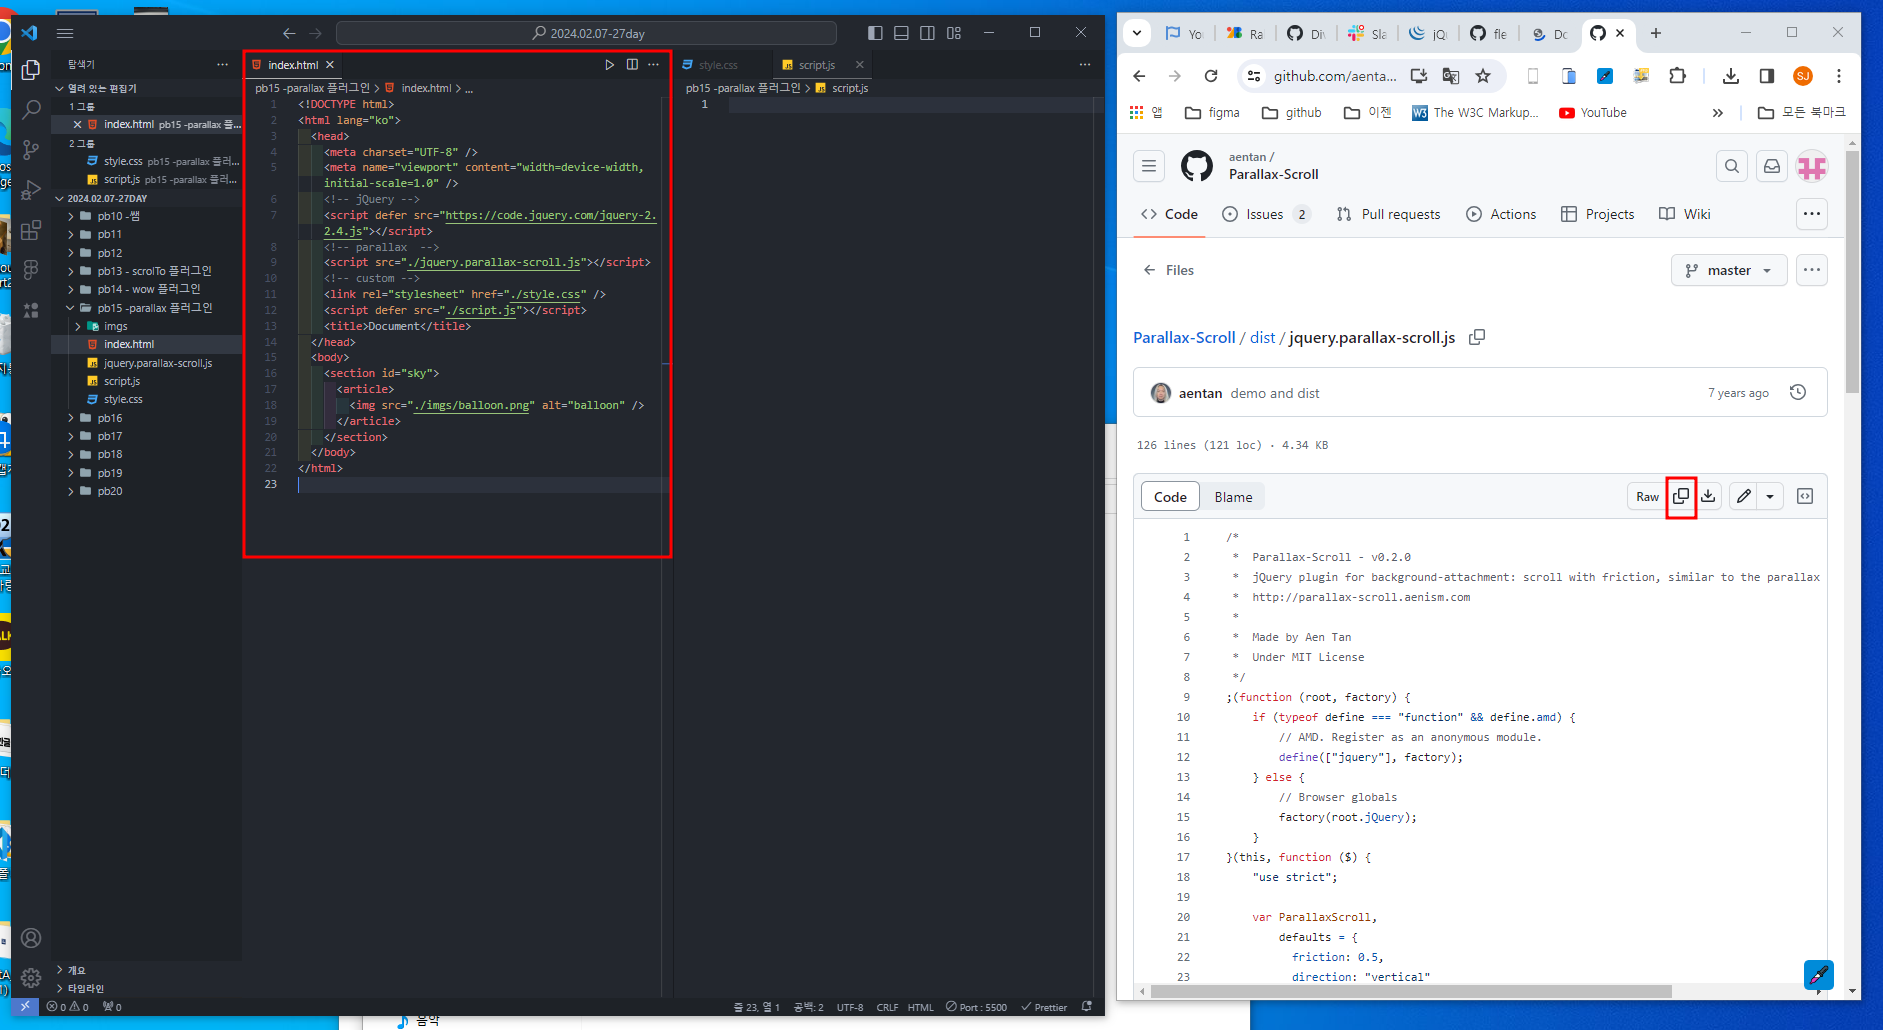 2024.02.07-27day
탐색기
열려 있는 편집기
1 그룹
index.html pb15 -parallax 플...
2 그룹
style.css pb15 -parallax 플러...
script.js pb15 -parallax 플러...
2024.02.07-27DAY
pb10 -쌤
pb11
pb12
pb13 - scrolTo 플러그인
pb14 - wow 플러그인
pb15 -parallax 플러그인
imgs
index.html
jquery.parallax-scroll.js
script.js
style.css
pb16
pb17
pb18
pb19
pb20
개요
타임라인
index.html
pb15 -parallax 플러그인 > index.html > ...
1 <!DOCTYPE html>
2 <html lang="ko">
3 <head>
4 <meta charset="UTF-8" />
5 <meta name="viewport" content="width=device-width,
initial-scale=1.0" />
6 <!-- jQuery -->
7 <script defer src="https://code.jquery.com/jquery-2.
2.4.js"></script>
8 <!-- parallax  -->
9 <script src="./jquery.parallax-scroll.js"></script>
10 <!-- custom -->
11 <link rel="stylesheet" href="./style.css" />
12 <script defer src="./script.js"></script>
13 <title>Document</title>
14 </head>
15 <body>
16 <section id="sky">
17 <article>
18 <img src="./imgs/balloon.png" alt="balloon" />
19 </article>
20 </section>
21 </body>
22 </html>
23
style.css
script.js
pb15 -parallax 플러그인 > script.js
1
0 0 0
줄 23, 열 1 공백: 2 UTF-8 CRLF HTML Port : 5500 Prettier
음악
Yo
Ra
Div
Sla
jQ
fle
Do
github.com/aenta...
SJ
앱
figma
github
이젠
The W3C Markup...
YouTube
모든 북마크
aentan /
Parallax-Scroll
Code
Issues 2
Pull requests
Actions
Projects
Wiki
Files
master
Parallax-Scroll / dist / jquery.parallax-scroll.js
aentan demo and dist
7 years ago
126 lines (121 loc) · 4.34 KB
Code
Blame
Raw
1 /*
2 * Parallax-Scroll - v0.2.0
3 * jQuery plugin for background-attachment: scroll with friction, similar to the parallax
4 * http://parallax-scroll.aenism.com
5 *
6 * Made by Aen Tan
7 * Under MIT License
8 */
9 ;(function (root, factory) {
10 if (typeof define === "function" && define.amd) {
11 // AMD. Register as an anonymous module.
12 define(["jquery"], factory);
13 } else {
14 // Browser globals
15 factory(root.jQuery);
16 }
17 }(this, function ($) {
18 "use strict";
19
20 var ParallaxScroll,
21 defaults = {
22 friction: 0.5,
23 direction: "vertical"